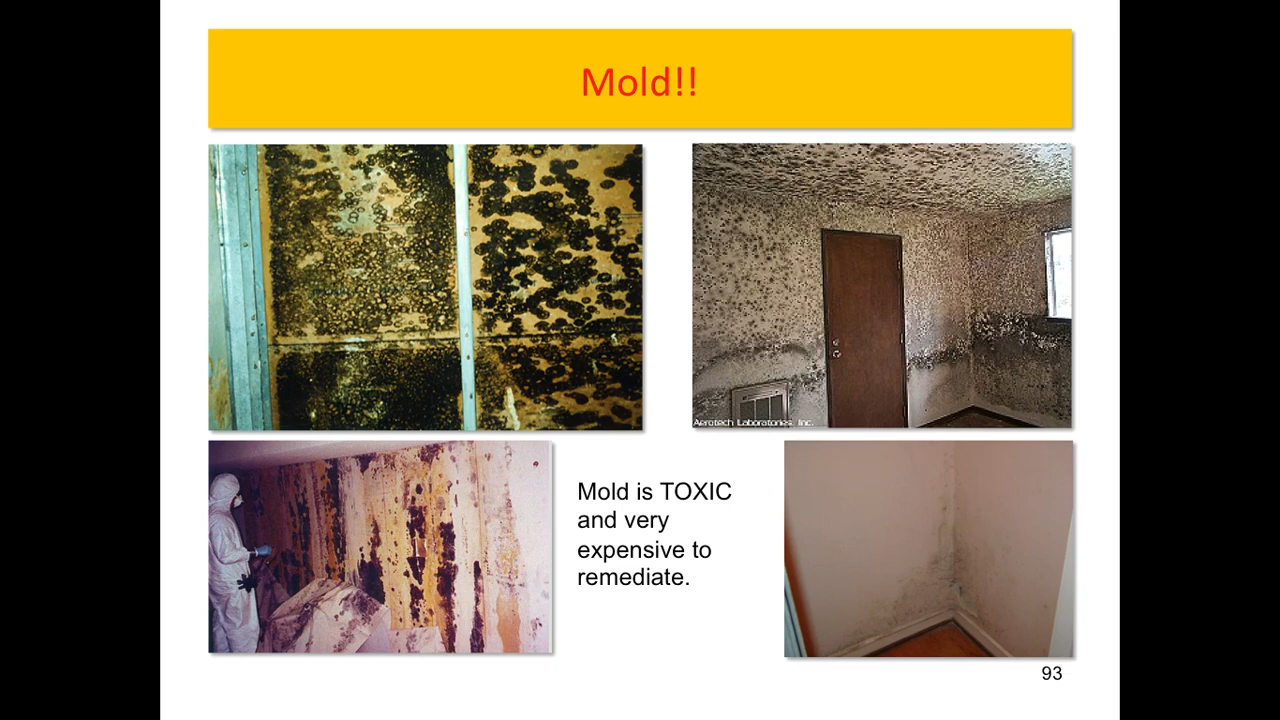 Mold!!
Aerotech Laboratories, Inc.
Mold is TOXIC
and very
expensive to
remediate.
93